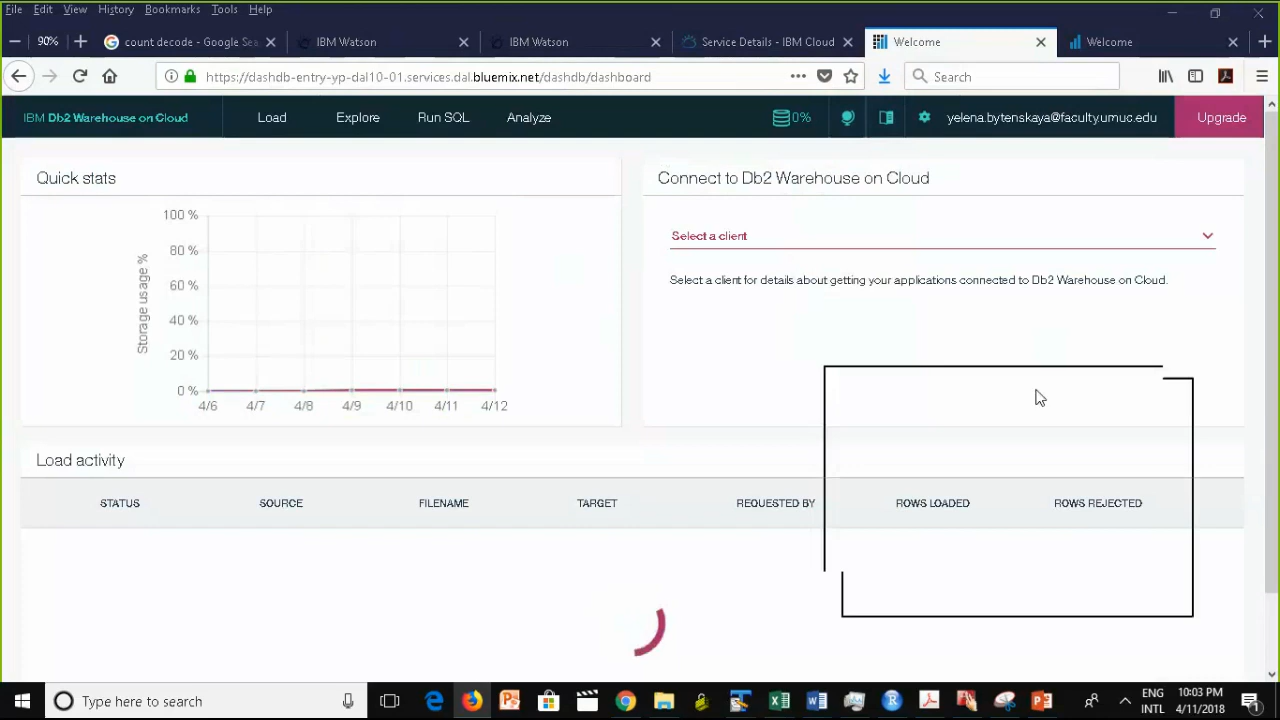 File Edit View History Bookmarks Tools Help
90% count decode - Google Sea IBM Watson IBM Watson Service Details - IBM Cloud Welcome Welcome
https://dashdb-entry-yp-dal10-01.services.dal.bluemix.net/dashdb/dashboard Search
IBM Db2 Warehouse on Cloud Load Explore Run SQL Analyze 0% yelena.bytenskaya@faculty.umuc.edu Upgrade
Quick stats
Storage usage %
100 %
80 %
60 %
40 %
20 %
0 %
4/6 4/7 4/8 4/9 4/10 4/11 4/12
Connect to Db2 Warehouse on Cloud
Select a client
Select a client for details about getting your applications connected to Db2 Warehouse on Cloud.
Load activity
STATUS SOURCE FILENAME TARGET REQUESTED BY ROWS LOADED ROWS REJECTED
Type here to search
ENG
INTL
10:03 PM
4/11/2018
1